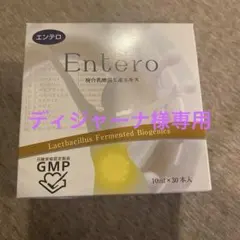 エンテロ
Entero
ディジャーナ様専用
Lactbacillus Fermented Biogenics
GMP
10ml×30本入